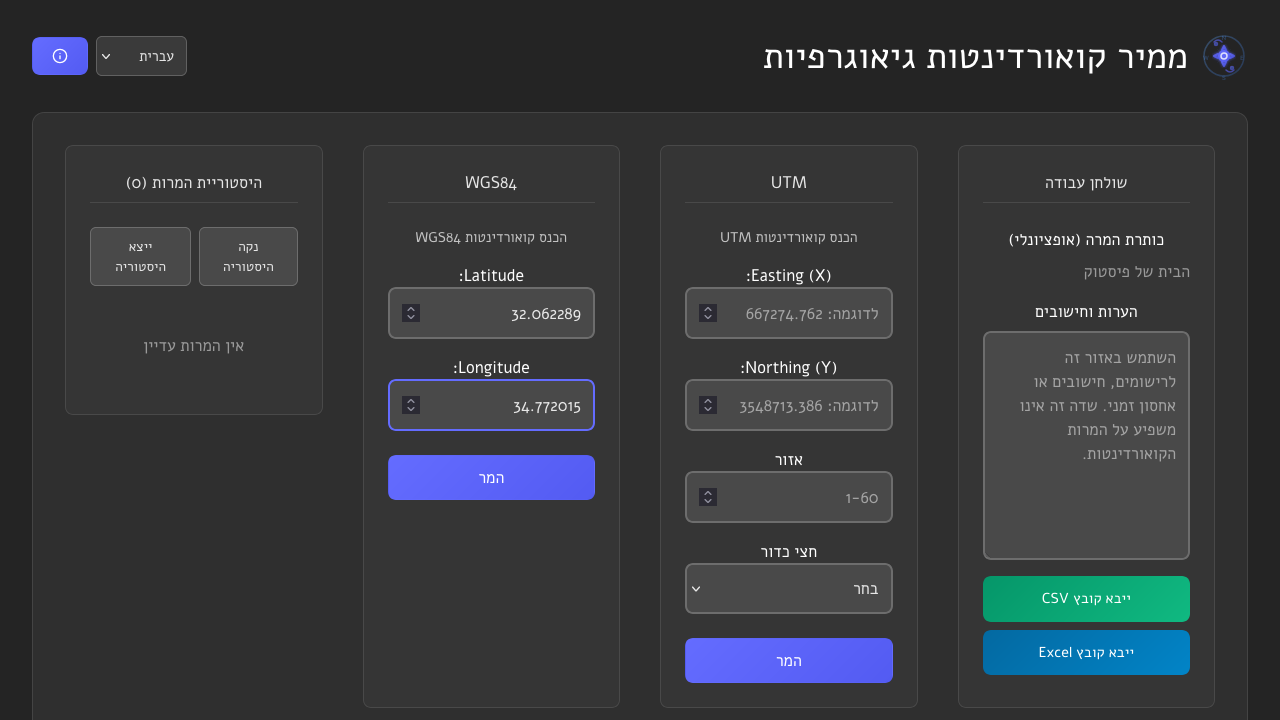 ממיר קואורדינטות גיאוגרפיות
עברית
שולחן עבודה
כותרת המרה (אופציונלי)
הבית של פיסטוק
הערות וחישובים
השתמש באזור זה
לרישומים, חישובים או
אחסון זמני. שדה זה אינו
משפיע על המרות
הקואורדינטות.
ייבא קובץ CSV
ייבא קובץ Excel
UTM
הכנס קואורדינטות UTM
Easting (X):
לדוגמה: 667274.762
Northing (Y):
לדוגמה: 3548713.386
אזור
1-60
חצי כדור
בחר
המר
WGS84
הכנס קואורדינטות WGS84
Latitude:
32.062289
Longitude:
34.772015
המר
היסטוריית המרות (0)
נקה
היסטוריה
ייצא
היסטוריה
אין המרות עדיין